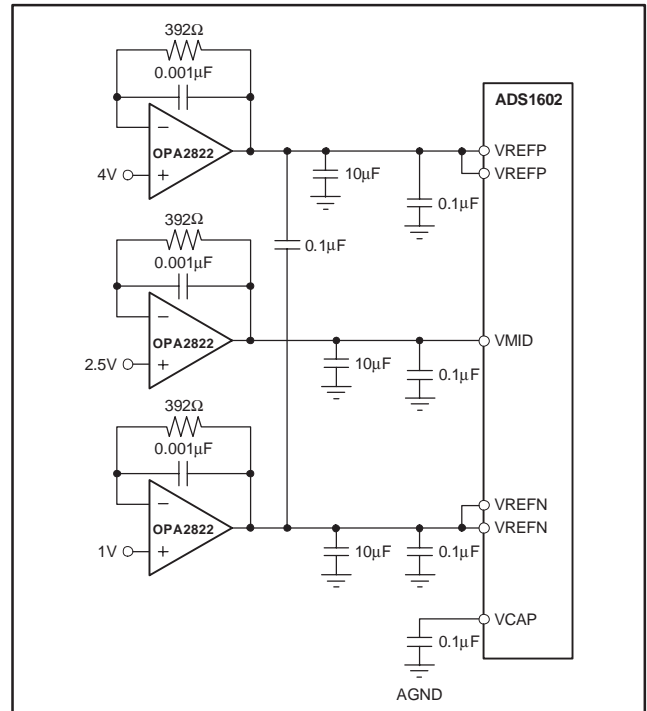 392Ω
0.001μF
ADS1602
OPA2822
4V
VREFP
VREFP
10μF
0.1μF
392Ω
0.1μF
0.001μF
OPA2822
2.5V
VMID
10μF
0.1μF
392Ω
0.001μF
OPA2822
1V
VREFN
VREFN
10μF
0.1μF
VCAP
0.1μF
AGND